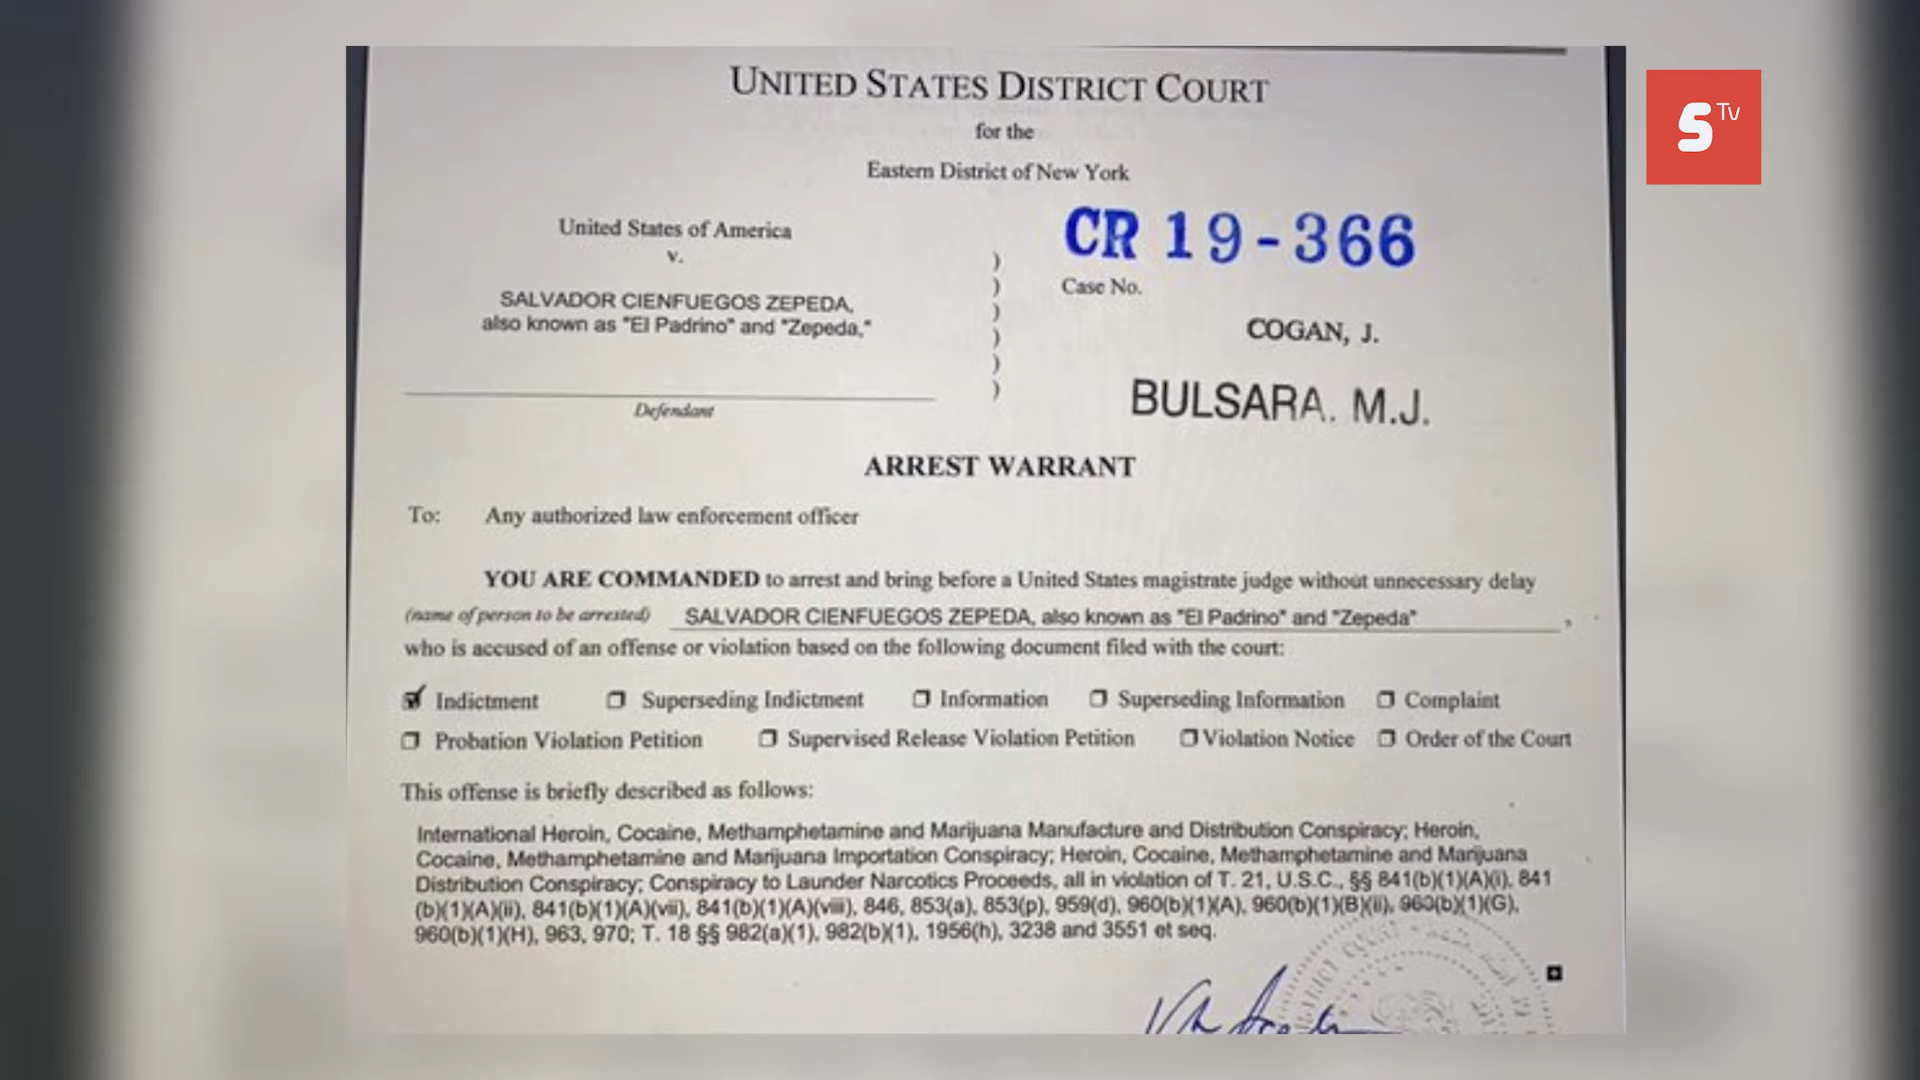 UNITED STATES DISTRICT COURT
for the
Eastern District of New York
United States of America
v.
SALVADOR CIENFUEGOS ZEPEDA,
also known as "El Padrino" and "Zepeda,"
Defendant
)
)
)
)
)
)
CR 19-366
Case No.
COGAN, J.
BULSARA. M.J.
ARREST WARRANT
To: Any authorized law enforcement officer
YOU ARE COMMANDED to arrest and bring before a United States magistrate judge without unnecessary delay
(name of person to be arrested) SALVADOR CIENFUEGOS ZEPEDA, also known as "El Padrino" and "Zepeda" ,
who is accused of an offense or violation based on the following document filed with the court:
Indictment Superseding Indictment Information Superseding Information Complaint
Probation Violation Petition Supervised Release Violation Petition Violation Notice Order of the Court
This offense is briefly described as follows:
International Heroin, Cocaine, Methamphetamine and Marijuana Manufacture and Distribution Conspiracy; Heroin,
Cocaine, Methamphetamine and Marijuana Importation Conspiracy; Heroin, Cocaine, Methamphetamine and Marijuana
Distribution Conspiracy; Conspiracy to Launder Narcotics Proceeds, all in violation of T. 21, U.S.C., §§ 841(b)(1)(A)(i), 841
(b)(1)(A)(ii), 841(b)(1)(A)(vii), 841(b)(1)(A)(viii), 846, 853(a), 853(p), 959(d), 960(b)(1)(A), 960(b)(1)(B)(ii), 960(b)(1)(G),
960(b)(1)(H), 963, 970; T. 18 §§ 982(a)(1), 982(b)(1), 1956(h), 3238 and 3551 et seq.
S TV